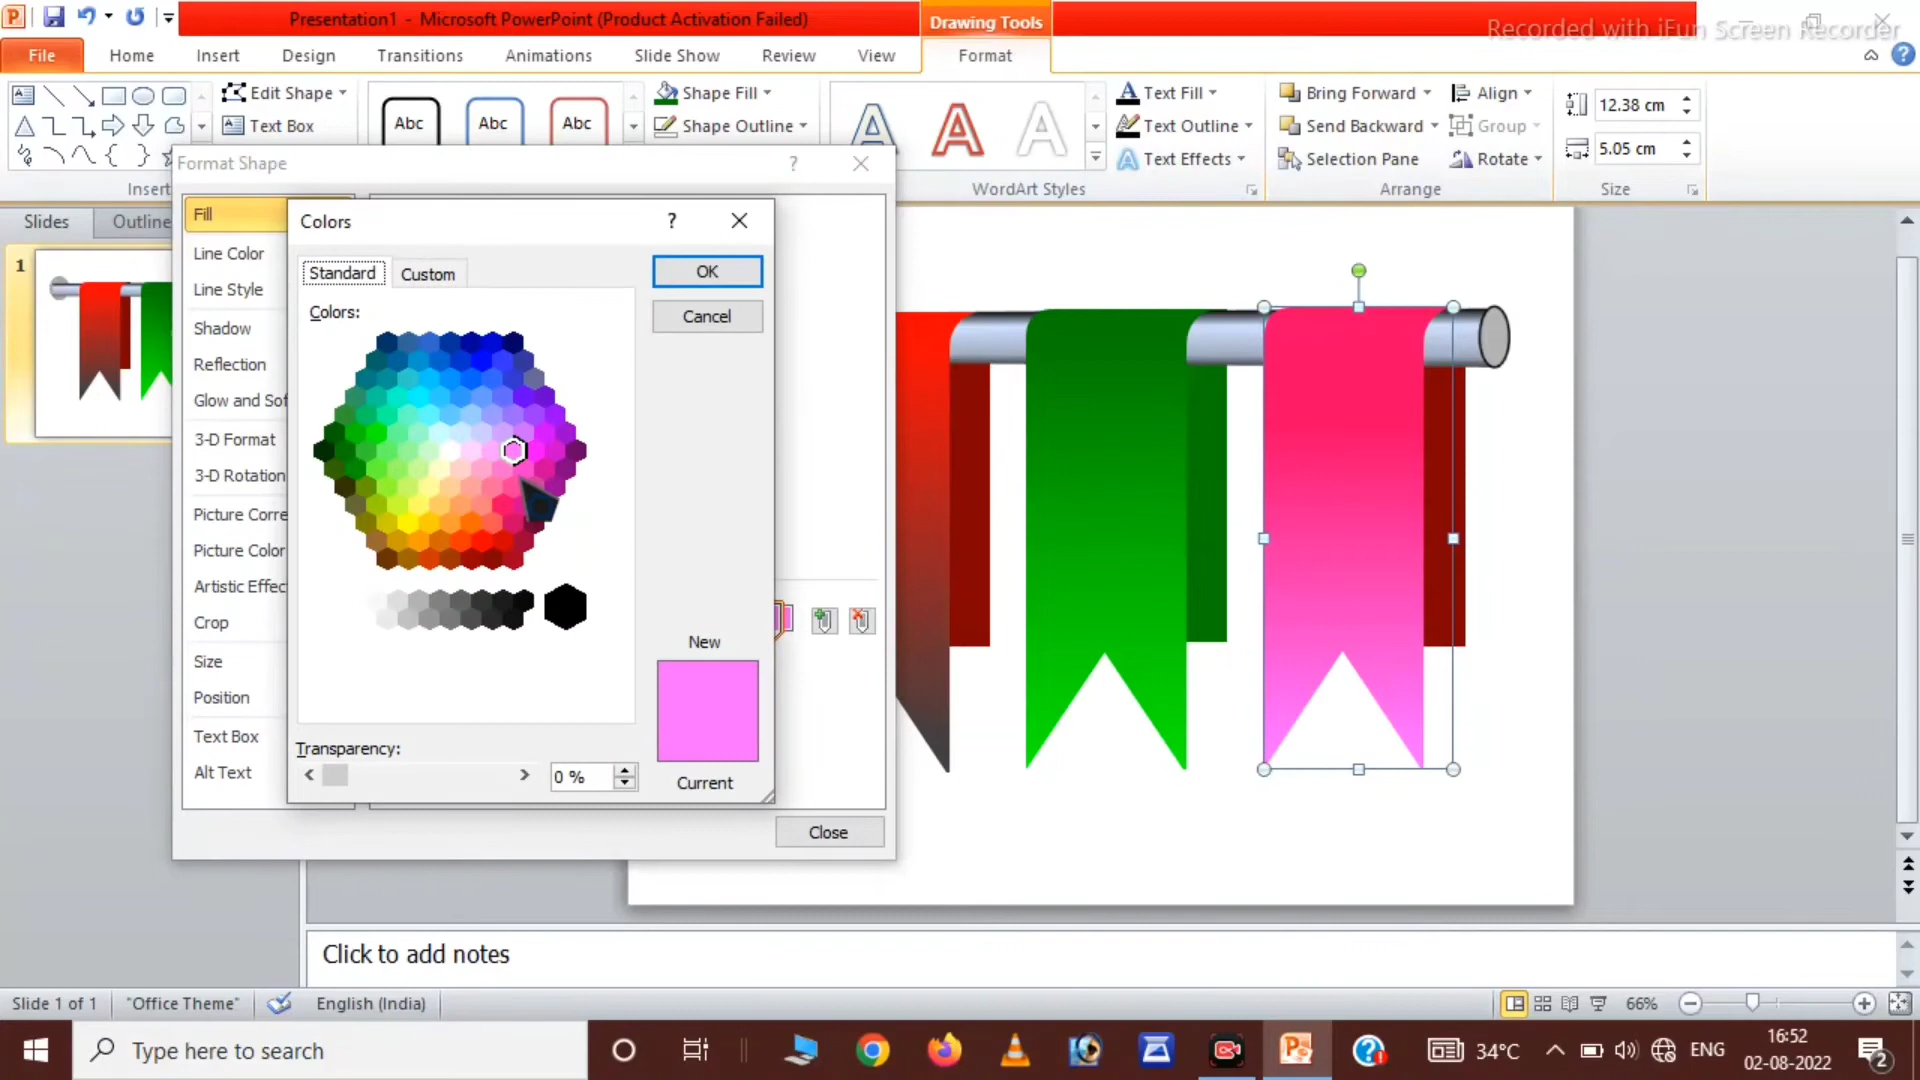 Presentation1 - Microsoft PowerPoint (Product Activation Failed)
Drawing Tools
Recorded with iFun Screen Recorder
File
Home
Insert
Design
Transitions
Animations
Slide Show
Review
View
Format
Edit Shape
Text Box
Abc
Abc
Abc
Shape Fill
Shape Outline
Text Fill
Text Outline
Text Effects
Bring Forward
Send Backward
Selection Pane
Align
Group
Rotate
12.38 cm
5.05 cm
Insert
WordArt Styles
Arrange
Size
Slides
Outline
1
Format Shape
?
Fill
Line Color
Line Style
Shadow
Reflection
Glow and Sof
3-D Format
3-D Rotation
Picture Corre
Picture Color
Artistic Effec
Crop
Size
Position
Text Box
Alt Text
Colors
?
Standard
Custom
OK
Cancel
Colors:
New
Current
Transparency:
0 %
Close
Click to add notes
Slide 1 of 1
"Office Theme"
English (India)
66%
Type here to search
34°C
ENG
16:52
02-08-2022
2